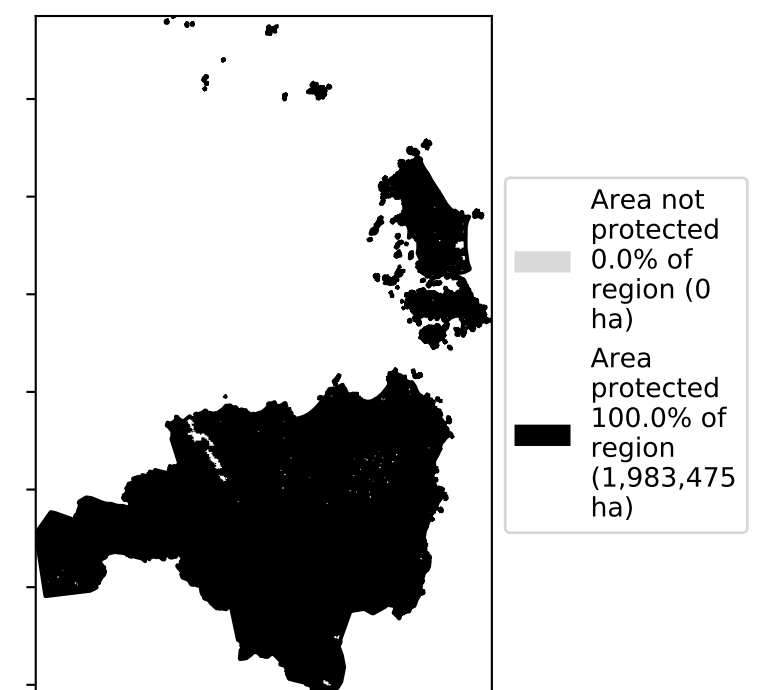 Area not
protected
0.0% of
region (0
ha)
Area
protected
100.0% of
region
(1,983,475
ha)